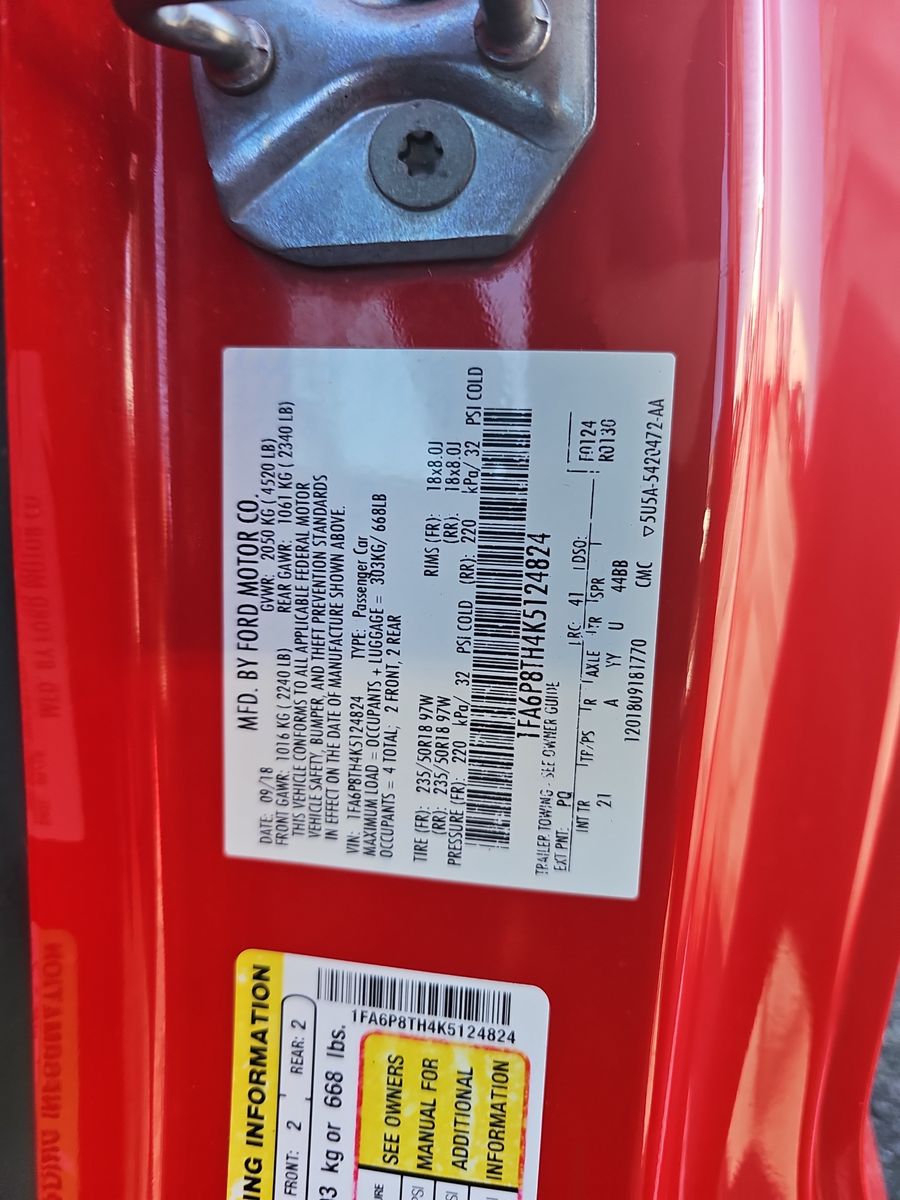 MFD. BY FORD MOTOR CO.
DATE: 09/18 GVWR: 2050 KG ( 4520 LB)
FRONT GAWR: 1016 KG ( 2240 LB) REAR GAWR: 1061 KG ( 2340 LB)
THIS VEHICLE CONFORMS TO ALL APPLICABLE FEDERAL MOTOR
VEHICLE SAFETY, BUMPER, AND THEFT PREVENTION STANDARDS
IN EFFECT ON THE DATE OF MANUFACTURE SHOWN ABOVE.
VIN: 1FA6P8TH4K5124824 TYPE: Passenger Car
MAXIMUM LOAD = OCCUPANTS + LUGGAGE = 303KG/ 668LB
OCCUPANTS = 4 TOTAL; 2 FRONT, 2 REAR
TIRE (FR): 235/50R18 97W RIMS (FR): 18x8.0J
(RR): 235/50R18 97W (RR): 18x8.0J
PRESSURE (FR): 220 kPa/ 32 PSI COLD (RR): 220 kPa/ 32 PSI COLD
1FA6P8TH4K5124824
TRAILER TOWING - SEE OWNER GUIDE
EXT PNT: PQ RC: 41 DSO: F0124
INT TR TP/PS R AXLE TR SPR R0130
21 A YY U 44BB
1201809181770 CMC ▽5U5A-5420472-AA
ING INFORMATION
FRONT: 2 REAR: 2
3 kg or 668 lbs.
1FA6P8TH4K5124824
SEE OWNERS
MANUAL FOR
ADDITIONAL
INFORMATION